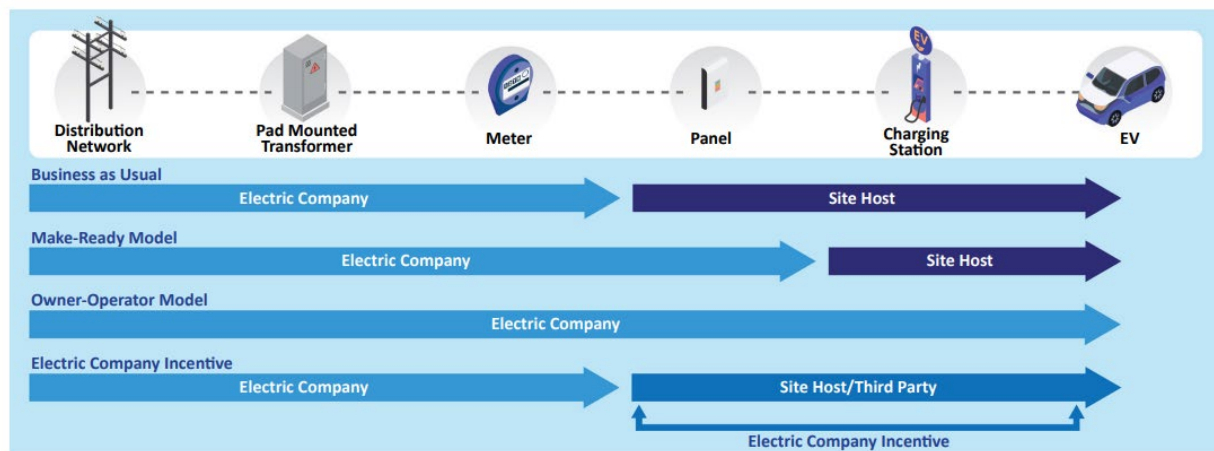 EV
Distribution
Network
Pad Mounted
Transformer
Meter
Panel
Charging
Station
EV
Business as Usual
Electric Company
Site Host
Make-Ready Model
Electric Company
Site Host
Owner-Operator Model
Electric Company
Electric Company Incentive
Electric Company
Site Host/Third Party
Electric Company Incentive